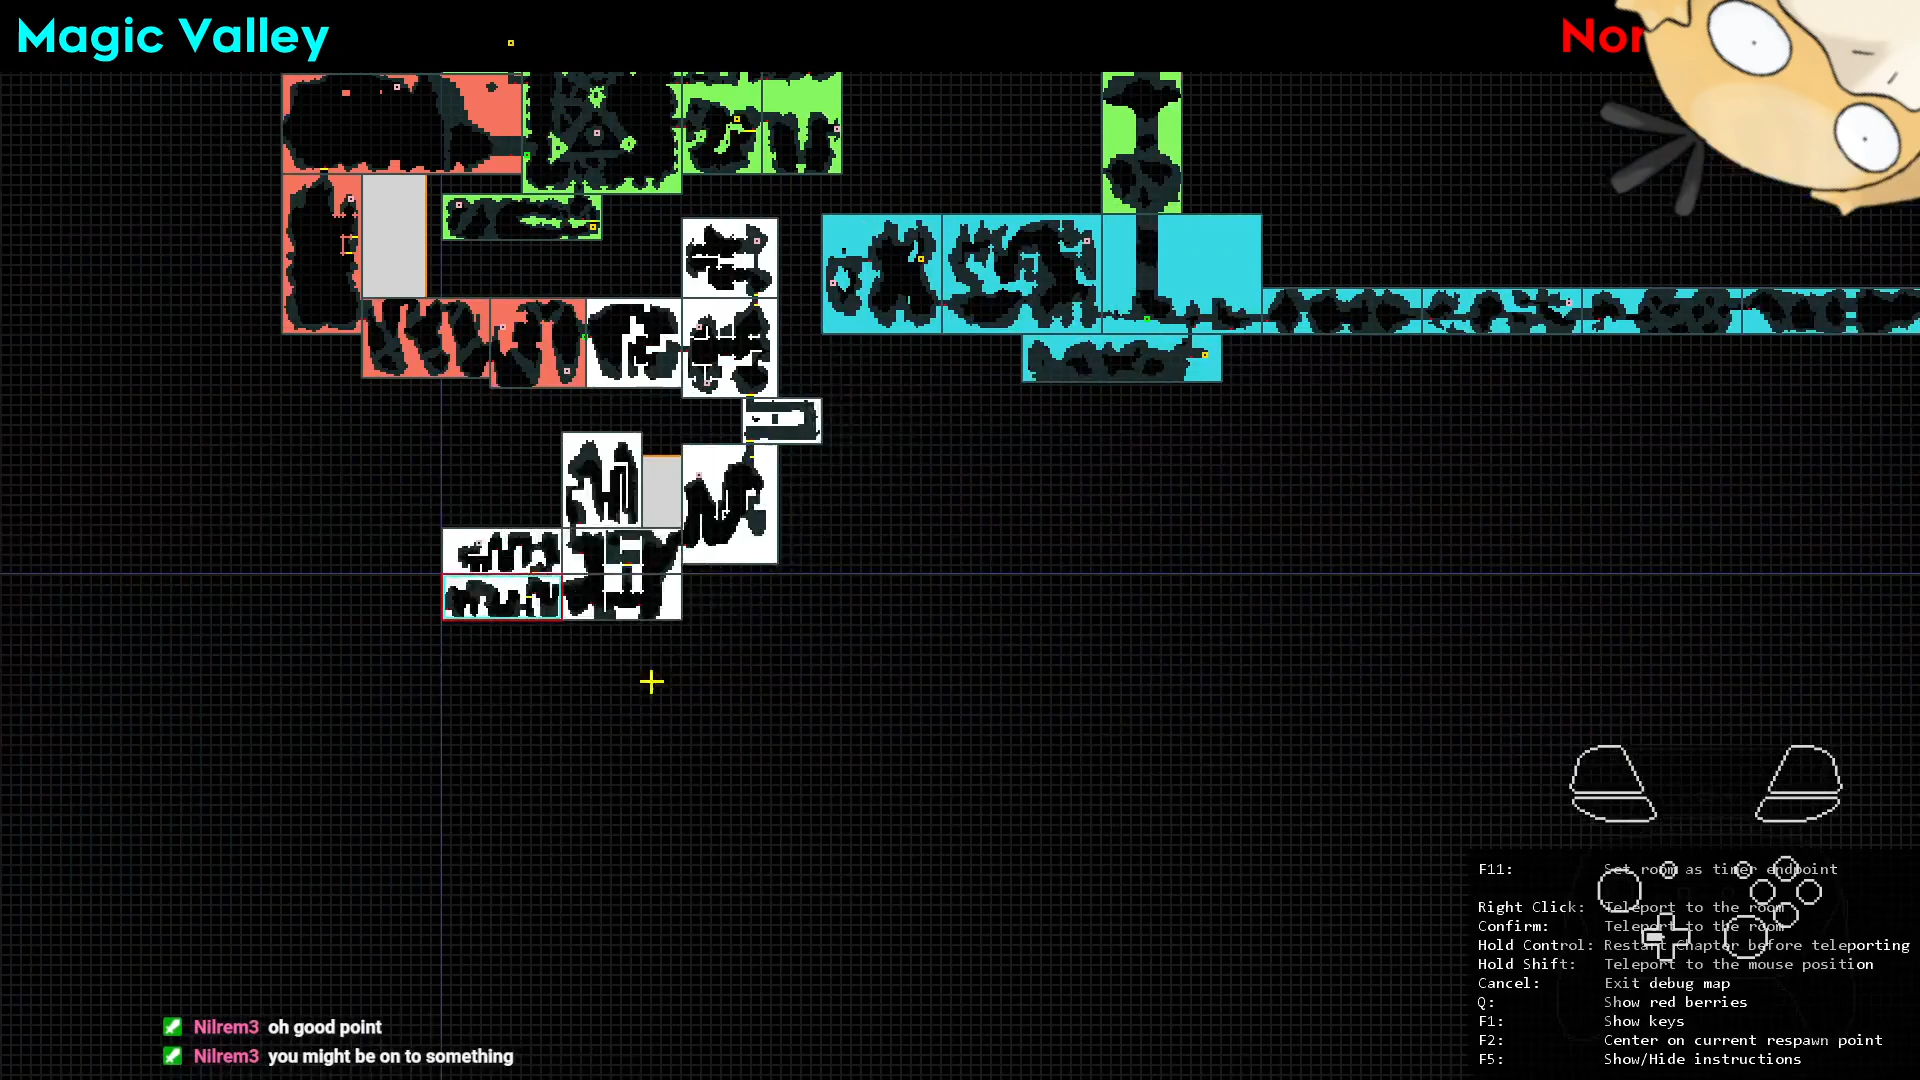 Magic Valley
F11: Set room as timer endpoint
Right Click: Teleport to the room
Confirm: Teleport to the room
Hold Control: Restart Chapter before teleporting
Hold Shift: Teleport to the mouse position
Cancel: Exit debug map
Q: Show red berries
F1: Show keys
F2: Center on current respawn point
F5: Show/Hide instructions
Nilrem3 oh good point
Nilrem3 you might be on to something